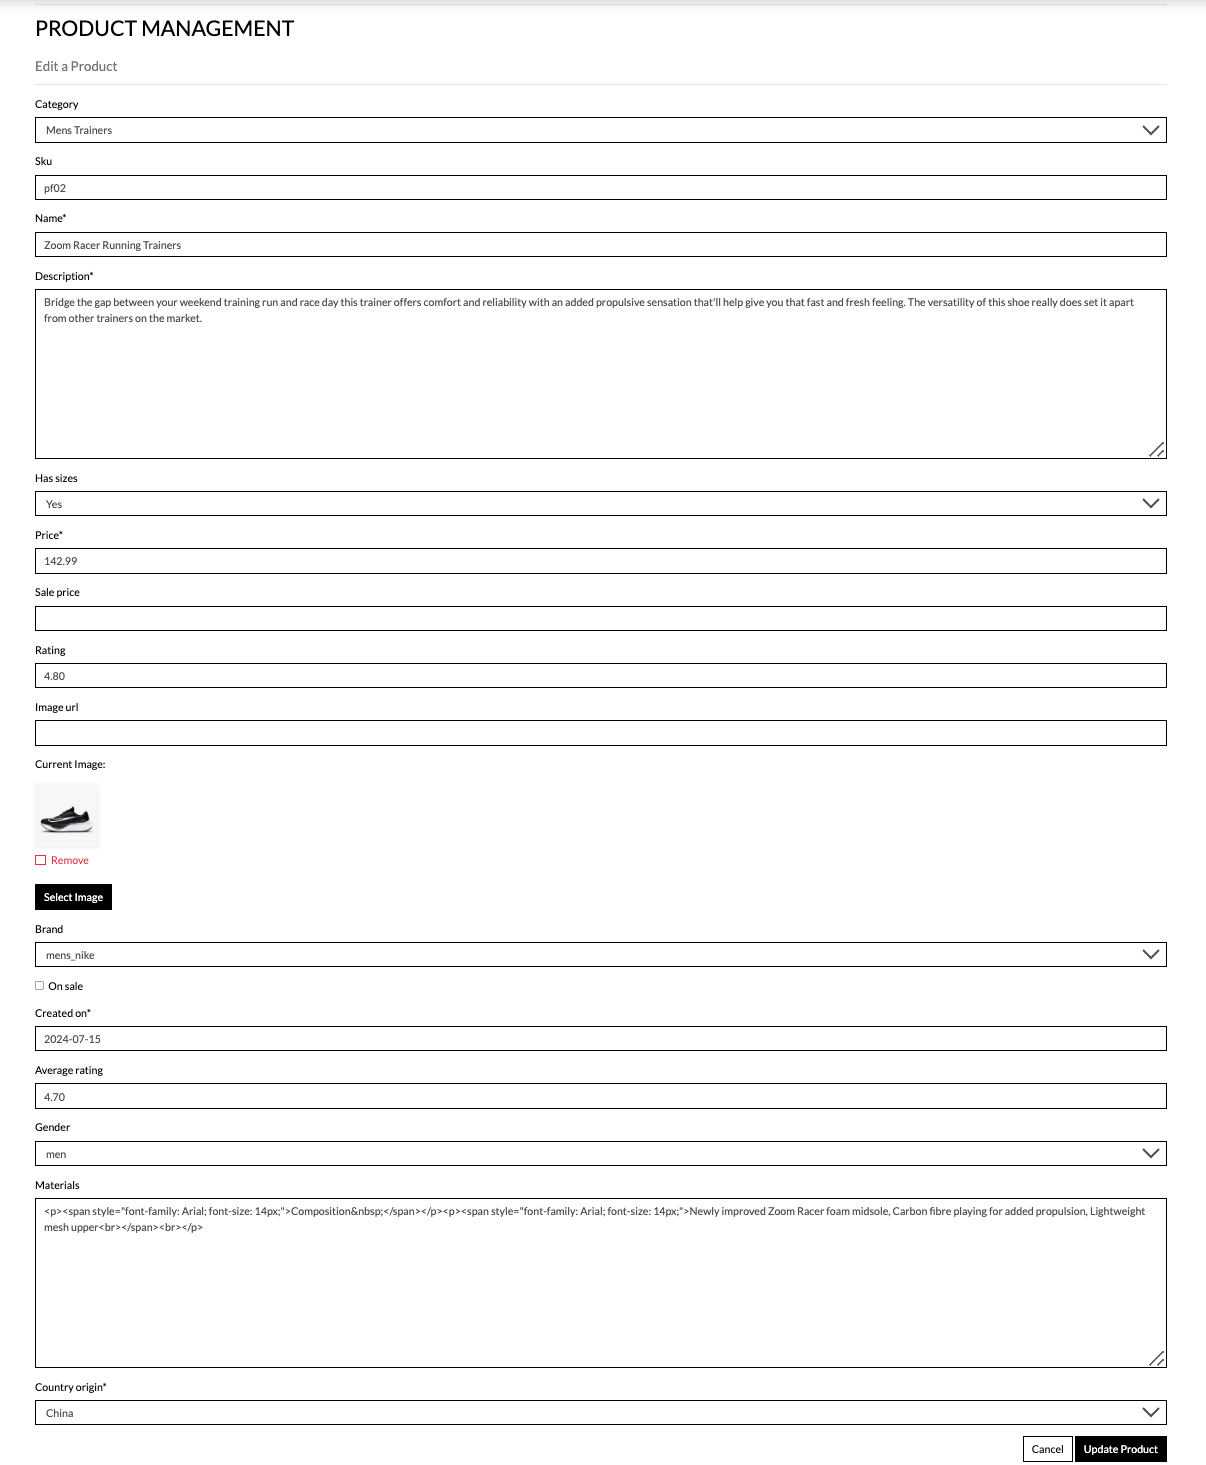 PRODUCT MANAGEMENT
Edit a Product
Category
Mens Trainers
Sku
pf02
Name*
Zoom Racer Running Trainers
Description*
Bridge the gap between your weekend training run and race day this trainer offers comfort and reliability with an added propulsive sensation that'll help give you that fast and fresh feeling. The versatility of this shoe really does set it apart
from other trainers on the market.
Has sizes
Yes
Price*
142.99
Sale price
Rating
4.80
Image url
Current Image:
Remove
Select Image
Brand
mens_nike
On sale
Created on*
2024-07-15
Average rating
4.70
Gender
men
Materials
<p><span style="font-family: Arial; font-size: 14px;">Composition&nbsp;</span></p><p><span style="font-family: Arial; font-size: 14px;">Newly improved Zoom Racer foam midsole, Carbon fibre playing for added propulsion, Lightweight
mesh upper<br></span><br></p>
Country origin*
China
Cancel Update Product